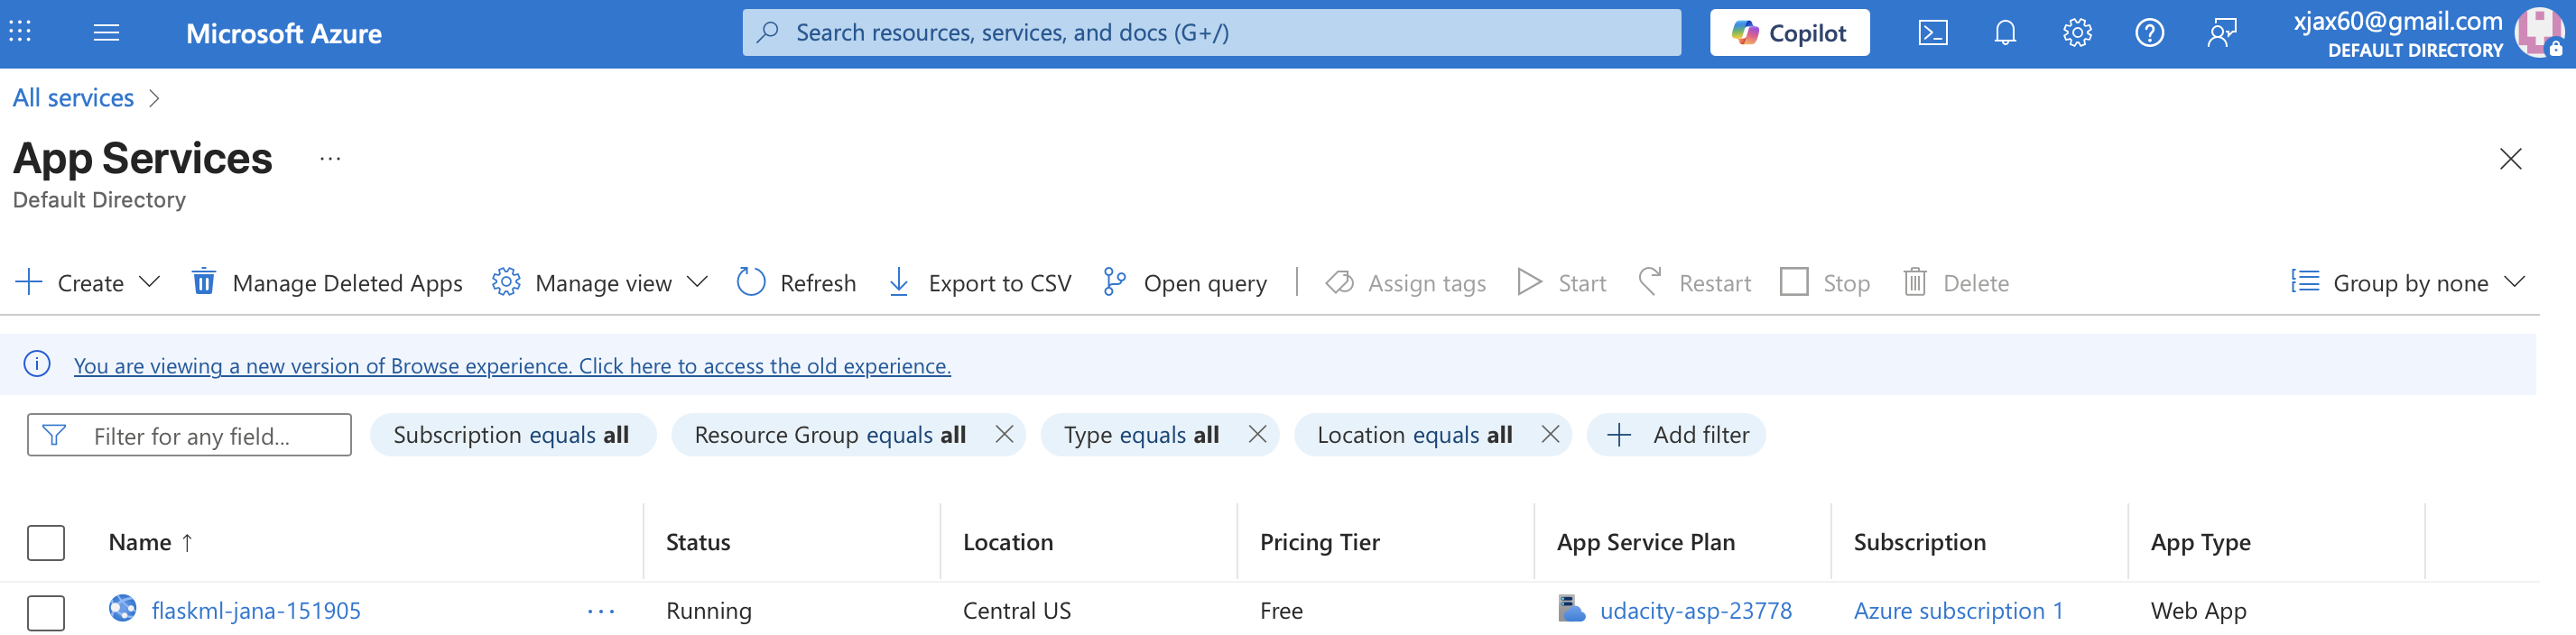 Microsoft Azure
Search resources, services, and docs (G+/)
Copilot
xjax60@gmail.com
DEFAULT DIRECTORY
All services
App Services
Default Directory
Create
Manage Deleted Apps
Manage view
Refresh
Export to CSV
Open query
Assign tags
Start
Restart
Stop
Delete
Group by none
You are viewing a new version of Browse experience. Click here to access the old experience.
Filter for any field...
Subscription equals all
Resource Group equals all
Type equals all
Location equals all
Add filter
Name ↑ Status Location Pricing Tier App Service Plan Subscription App Type
flaskml-jana-151905 Running Central US Free udacity-asp-23778 Azure subscription 1 Web App